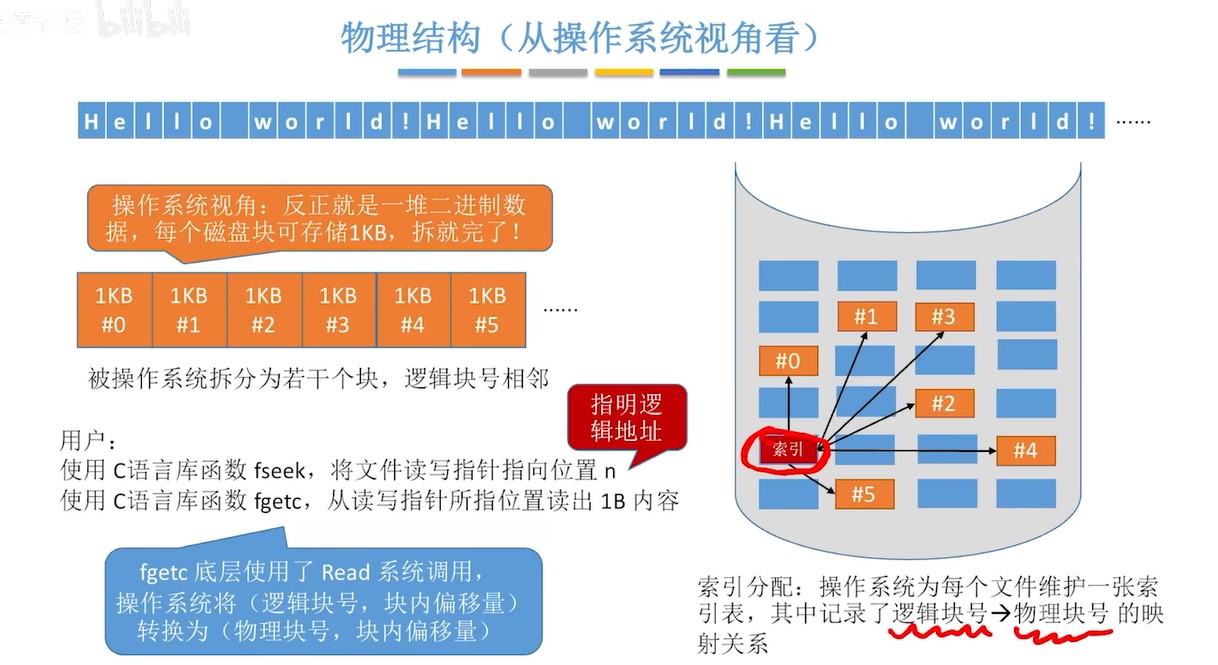 bilibili
物理结构（从操作系统视角看）
Hello world!Hello world!Hello world! ······
操作系统视角：反正就是一堆二进制数
据，每个磁盘块可存储1KB，拆就完了！
1KB 1KB 1KB 1KB 1KB 1KB
#0 #1 #2 #3 #4 #5 ······
被操作系统拆分为若干个块，逻辑块号相邻
指明逻
辑地址
用户：
使用 C语言库函数 fseek，将文件读写指针指向位置 n
使用 C语言库函数 fgetc，从读写指针所指位置读出 1B 内容
fgetc 底层使用了 Read 系统调用，
操作系统将（逻辑块号，块内偏移量）
转换为（物理块号，块内偏移量）
#1 #3
#0
#2
索引 #4
#5
索引分配：操作系统为每个文件维护一张索
引表，其中记录了逻辑块号→物理块号 的映
射关系